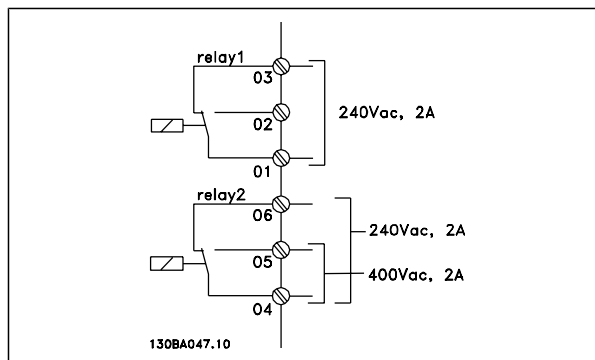 relay1
03
02
240Vac, 2A
01
relay2
06
240Vac, 2A
05
400Vac, 2A
04
130BA047.10